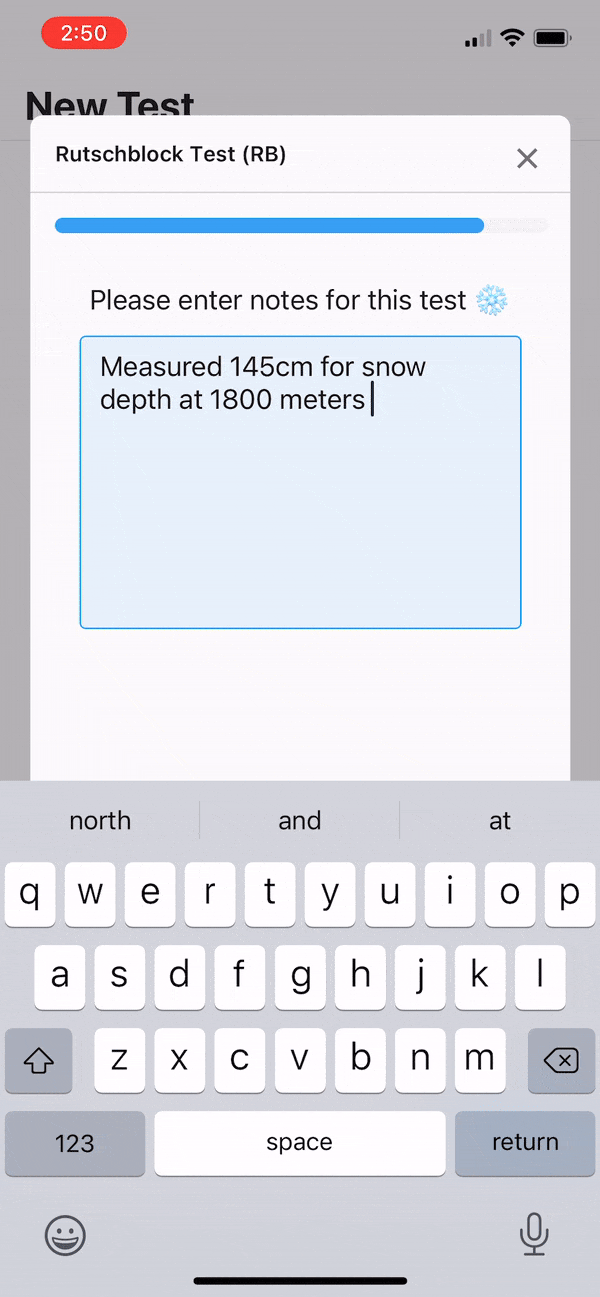 2:50
New Test
Rutschblock Test (RB)
Please enter notes for this test ❄️
Measured 145cm for snow
depth at 1800 meters
north and at
q w e r t y u i o p
a s d f g h j k l
z x c v b n m
123 space return